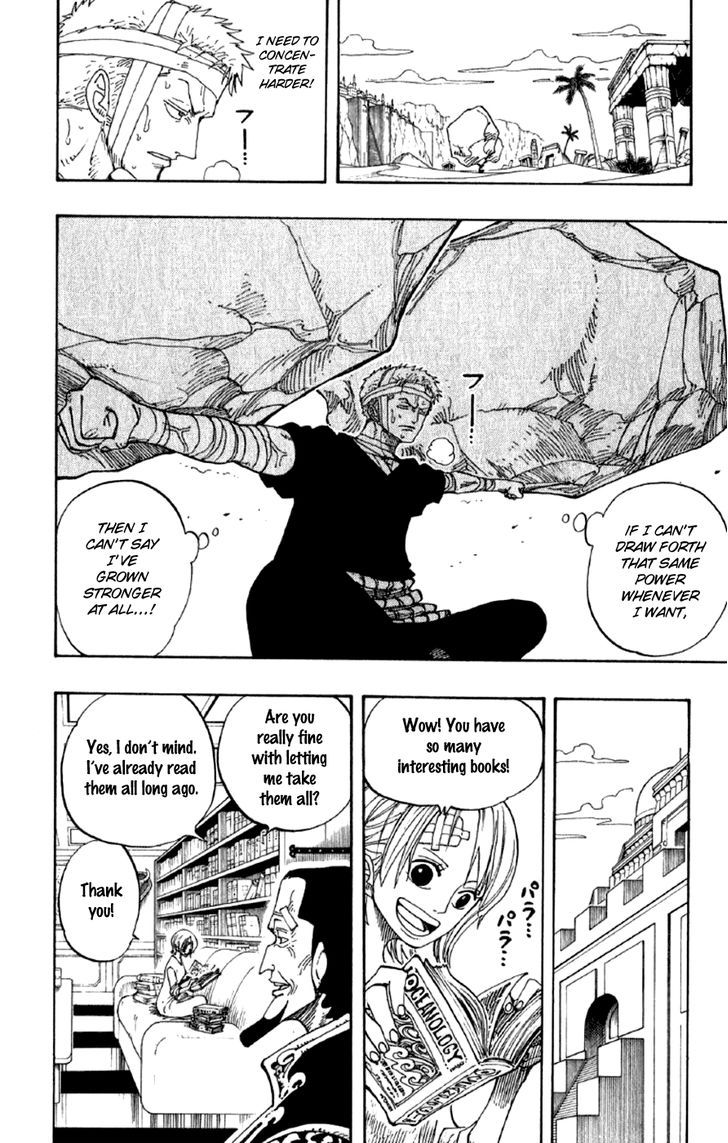 I NEED TO
CONCEN-
TRATE
HARDER!
フー…
フー…
IF I CAN'T
DRAW FORTH
THAT SAME
POWER
WHENEVER
I WANT,
THEN I
CAN'T SAY
I'VE
GROWN
STRONGER
AT ALL...!
Wow! You have
so many
interesting books!
パラ…
パラ…
OCEANOLOGY
Are you
really fine
with letting
me take
them all?
Yes, I don't mind.
I've already read
them all long ago.
Thank
you!